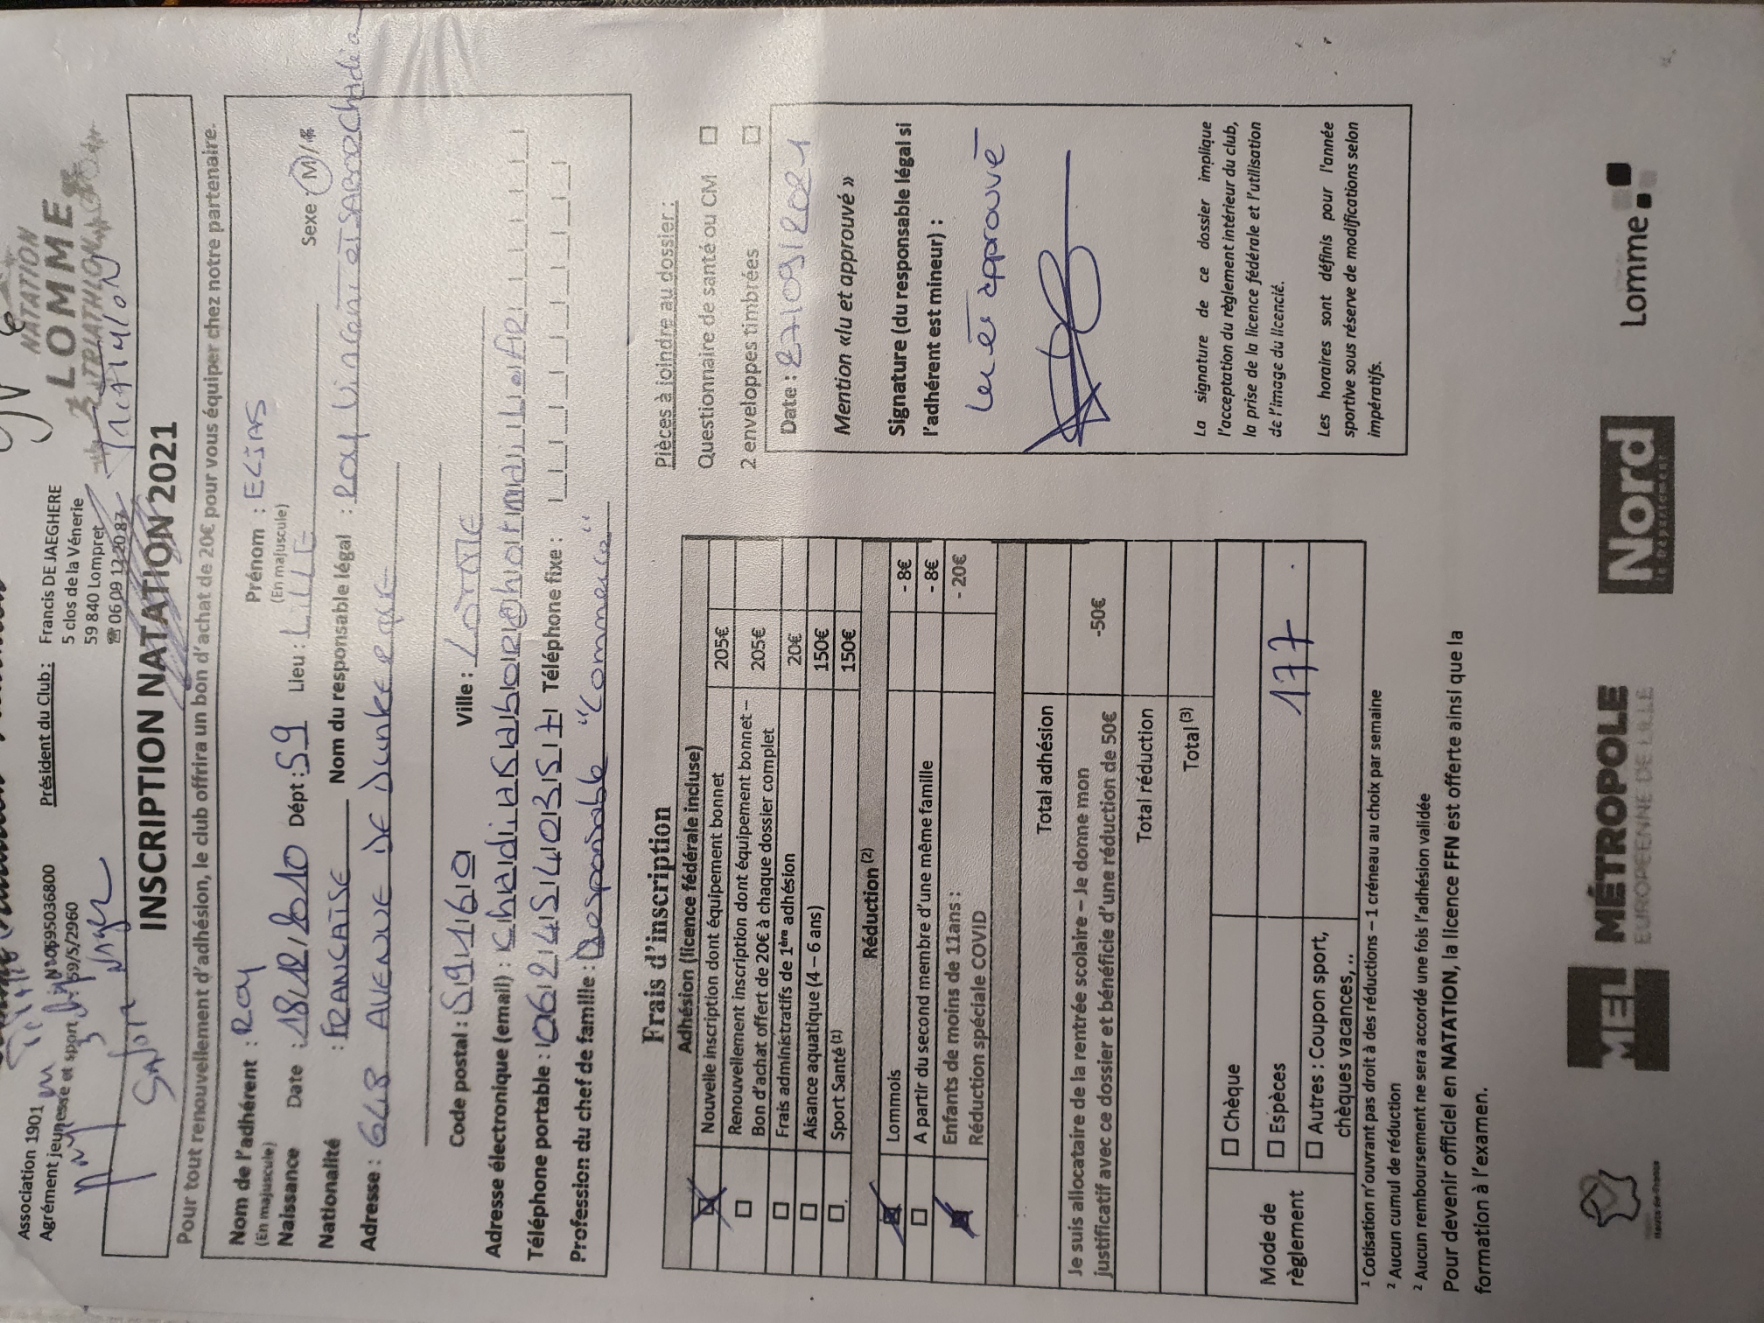 NATATION
LOMME
TRIATHLON
Association 1901
Agrément jeunesse et sport
Président du Club : Francis DE JAEGHERE
5 clos de la Vénerie
59 840 Lompret
☎ 06 09 12 20 87
INSCRIPTION NATATION 2021
Pour tout renouvellement d'adhésion, le club offrira un bon d'achat de 20€ pour vous équiper chez notre partenaire.
Nom de l'adhérent : ROY Prénom : ELIAS
(En majuscule) (En majuscule)
Naissance Date : 18/12/2010 Dépt : 59 Lieu : LILLE Sexe : M/F
Nationalité : FRANCAÎSE Nom du responsable légal : ROY Vincent
Adresse : 64B AVENUE DE Dunkerque
Code postal : 59160 Ville : Lomme
Adresse électronique (email) :
Téléphone portable : 0624540357 Téléphone fixe :
Profession du chef de famille : Responsable "Commerce"
Frais d'inscription
Adhésion (licence fédérale incluse)
Nouvelle inscription dont équipement bonnet 205€
Renouvellement inscription dont équipement bonnet –
Bon d'achat offert de 20€ à chaque dossier complet 205€
Frais administratifs de 1ère adhésion 20€
Aisance aquatique (4 – 6 ans) 150€
Sport Santé (1) 150€
Réduction (2)
Lommois - 8€
A partir du second membre d'une même famille - 8€
Enfants de moins de 11ans : - 20€
Réduction spéciale COVID
Total adhésion
Je suis allocataire de la rentrée scolaire – Je donne mon
justificatif avec ce dossier et bénéficie d'une réduction de 50€ -50€
Total réduction
Total (3)
Mode de
règlement
Chèque
Espèces 177
Autres : Coupon sport,
chèques vacances, ..
Pièces à joindre au dossier :
Questionnaire de santé ou CM
2 enveloppes timbrées
Date : 27/09/2021
Mention «lu et approuvé »
Signature (du responsable légal si
l'adhérent est mineur) :
Lu et approuvé
La signature de ce dossier implique
l'acceptation du règlement intérieur du club,
la prise de la licence fédérale et l'utilisation
de l'image du licencié.
Les horaires sont définis pour l'année
sportive sous réserve de modifications selon
impératifs.
1 Cotisation n'ouvrant pas droit à des réductions – 1 créneau au choix par semaine
2 Aucun cumul de réduction
2 Aucun remboursement ne sera accordé une fois l'adhésion validée
Pour devenir officiel en NATATION, la licence FFN est offerte ainsi que la
formation à l'examen.
Hauts-de-France
MEL
MÉTROPOLE
EUROPÉENNE DE LILLE
Nord
le Département
Lomme